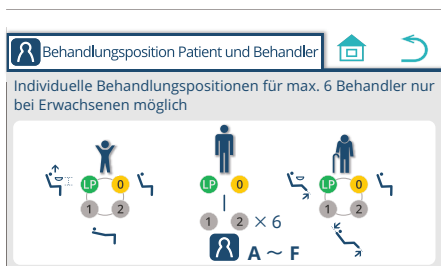 Behandlungsposition Patient und Behandler
Individuelle Behandlungspositionen für max. 6 Behandler nur
bei Erwachsenen möglich
LP 0 LP 0 LP 0
1 2 1 2 × 6 1 2
A ~ F